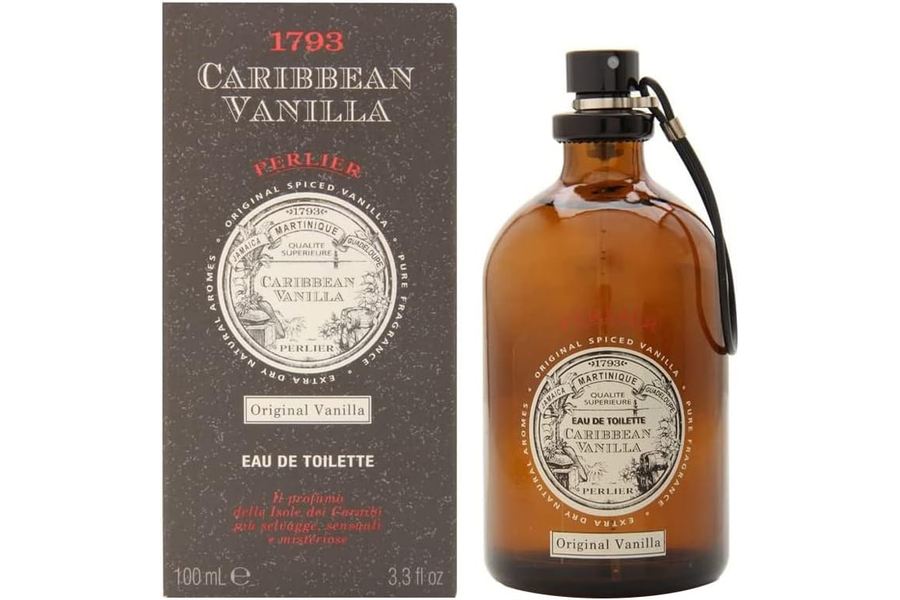 1793
CARIBBEAN
VANILLA
PERLIER
ORIGINAL SPICED VANILLA
PURE FRAGRANCE
EXTRA DRY NATURAL AROMES
1793
JAMAICA
MARTINIQUE
GUADELOUPE
QUALITE
SUPERIEURE
CARIBBEAN
VANILLA
PERLIER
Original Vanilla
EAU DE TOILETTE
Il profumo
delle Isole dei Caraibi
più selvagge, sensuali
e misteriose
100 mL ℮ 3,3 fl oz
PERLIER
ORIGINAL SPICED VANILLA
PURE FRAGRANCE
EXTRA DRY NATURAL AROMES
1793
JAMAICA
MARTINIQUE
GUADELOUPE
QUALITE
SUPERIEURE
EAU DE TOILETTE
CARIBBEAN
VANILLA
PERLIER
Original Vanilla